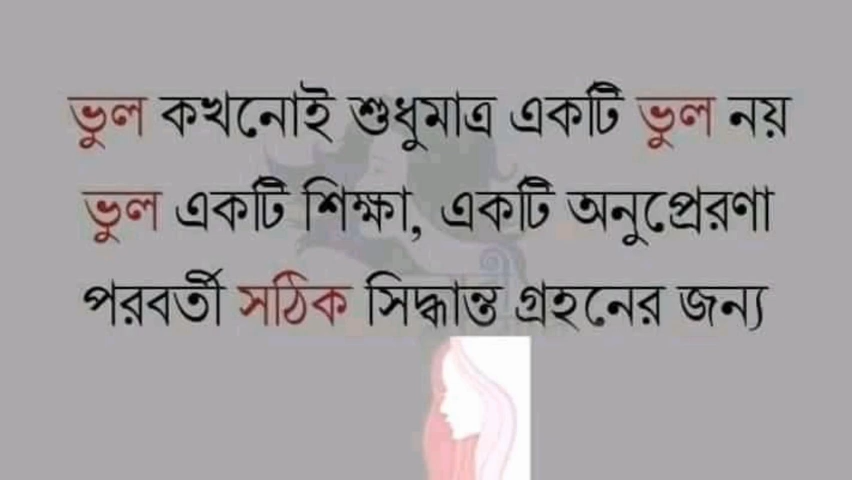 ভুল কখনোই শুধুমাত্র একটি ভুল নয়
ভুল একটি শিক্ষা, একটি অনুপ্রেরণা
পরবর্তী সঠিক সিদ্ধান্ত গ্রহনের জন্য